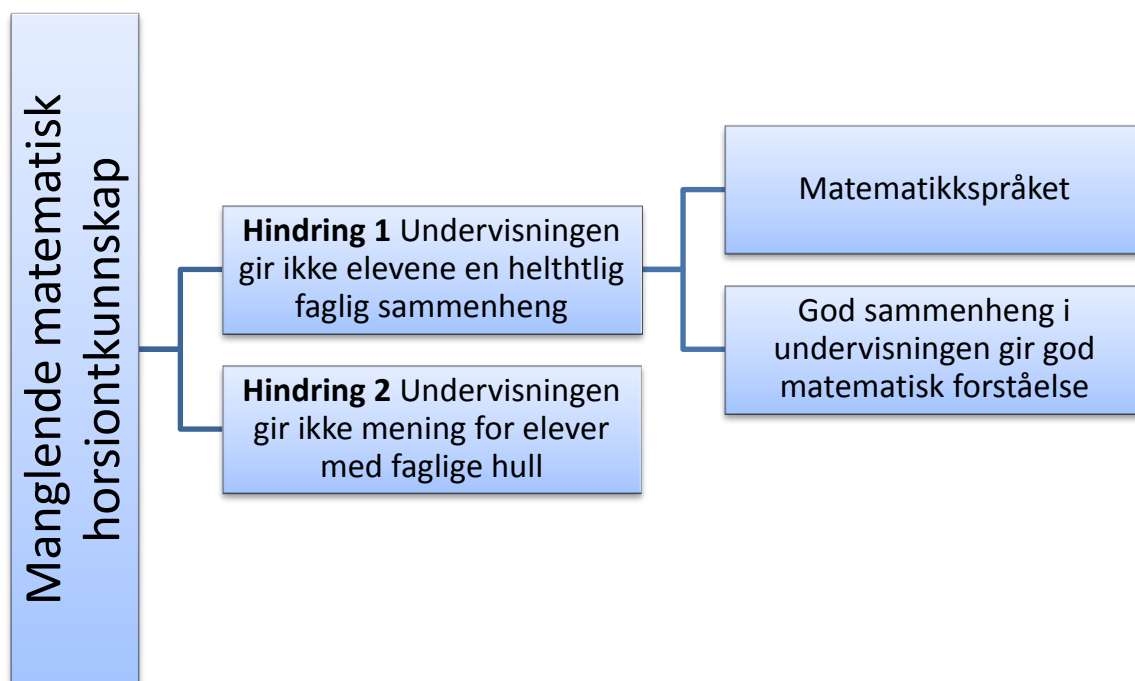 Manglende matematisk
horsiontkunnskap
Hindring 1 Undervisningen
gir ikke elevene en helthtlig
faglig sammenheng
Hindring 2 Undervisningen
gir ikke mening for elever
med faglige hull
Matematikkspråket
God sammenheng i
undervisningen gir god
matematisk forståelse